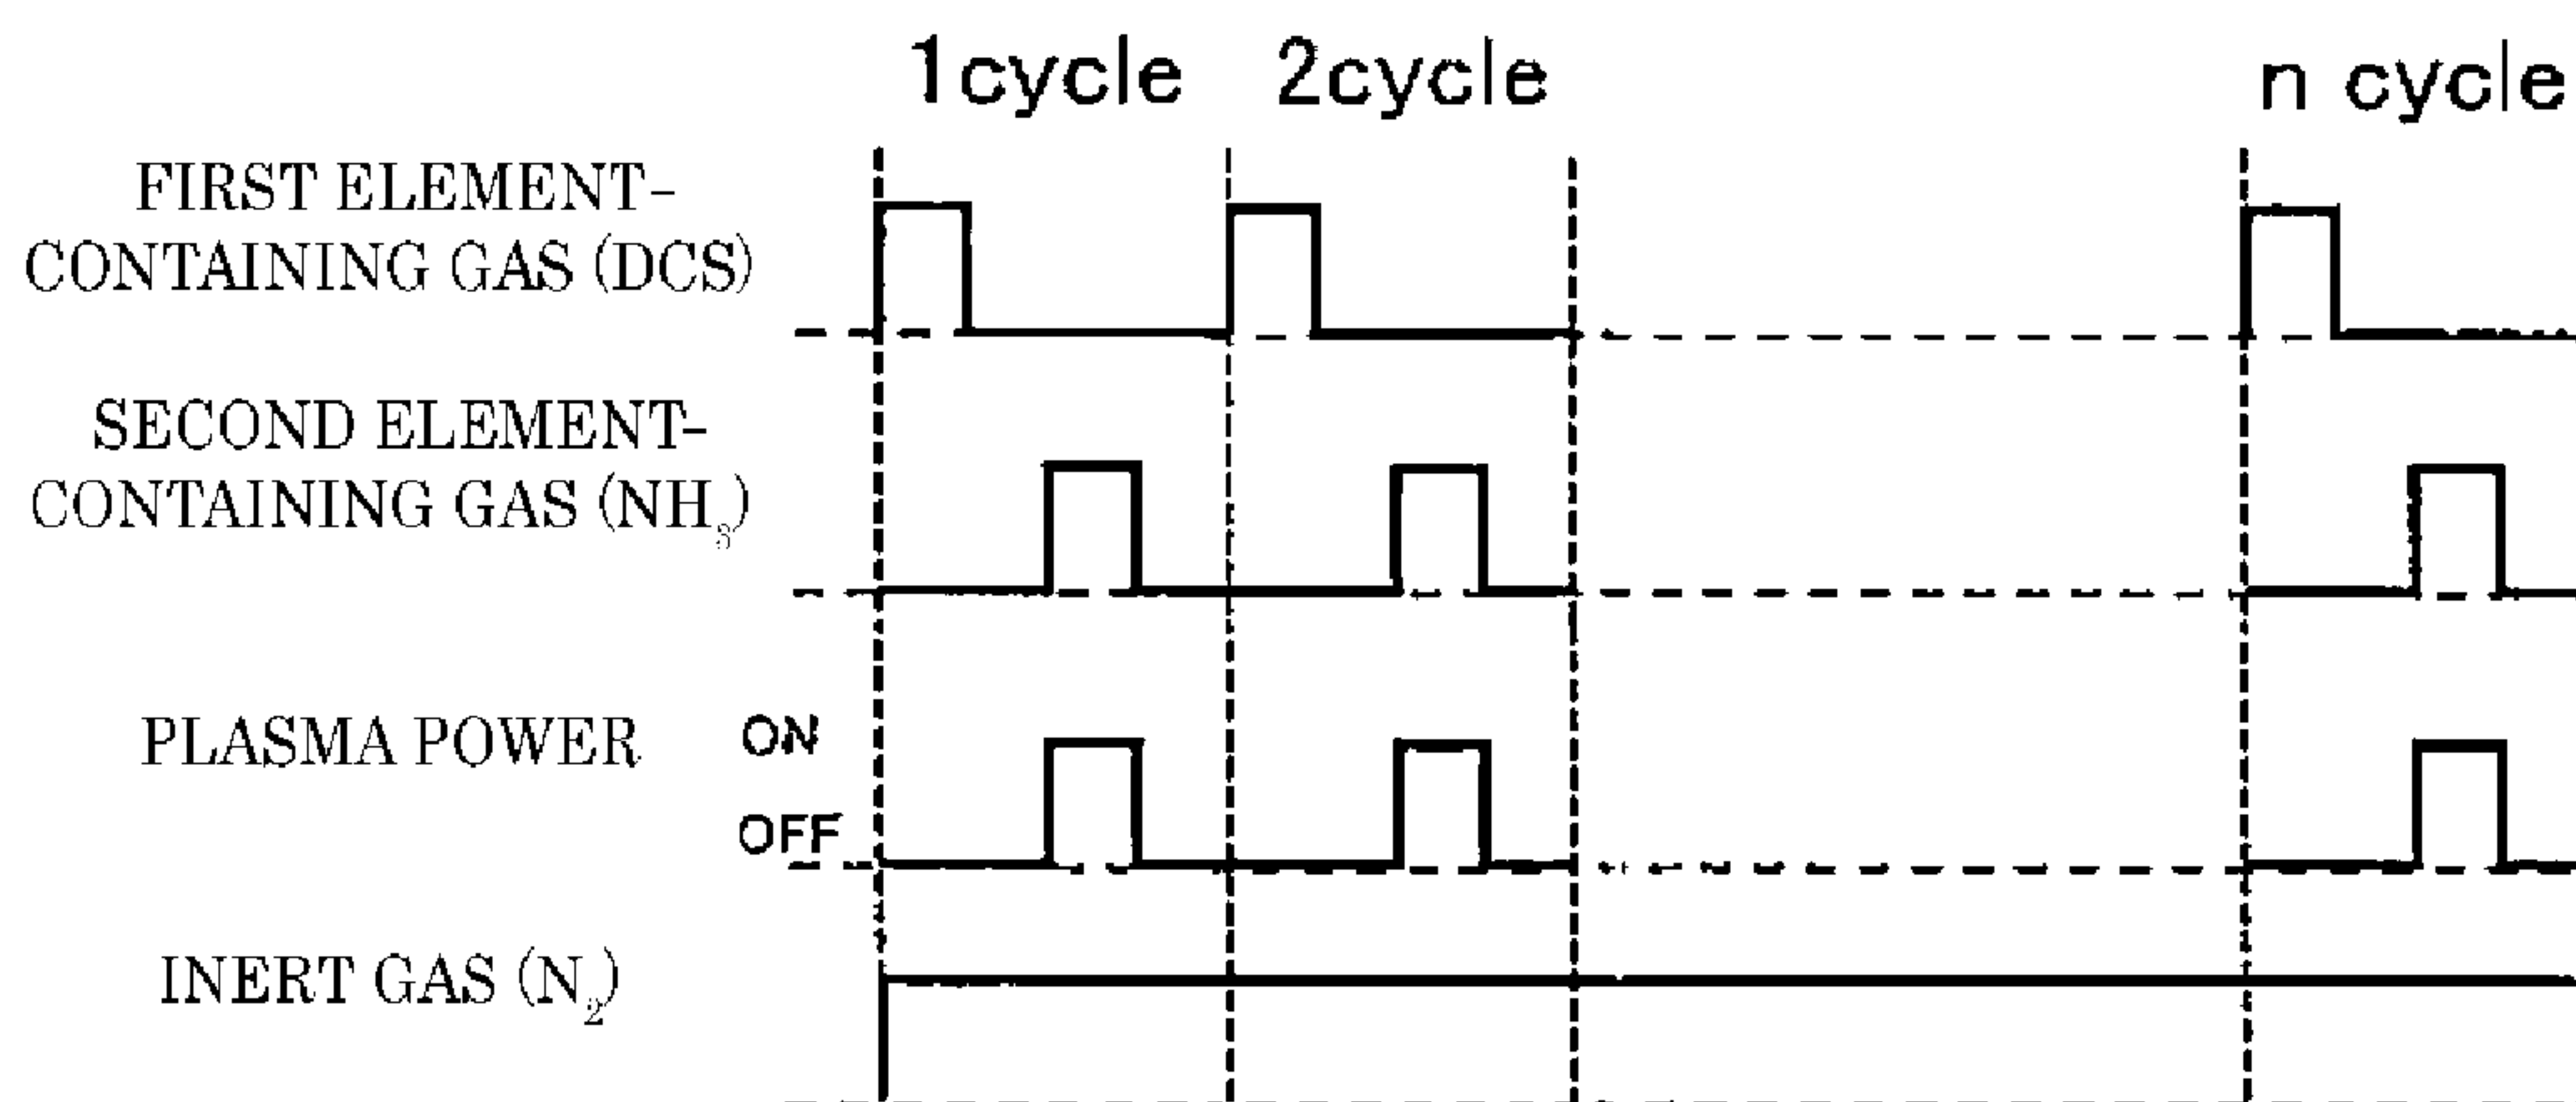 1cycle 2cycle n cycle
FIRST ELEMENT-
CONTAINING GAS (DCS)
SECOND ELEMENT-
CONTAINING GAS (NH₃)
PLASMA POWER ON
OFF
INERT GAS (N₂)